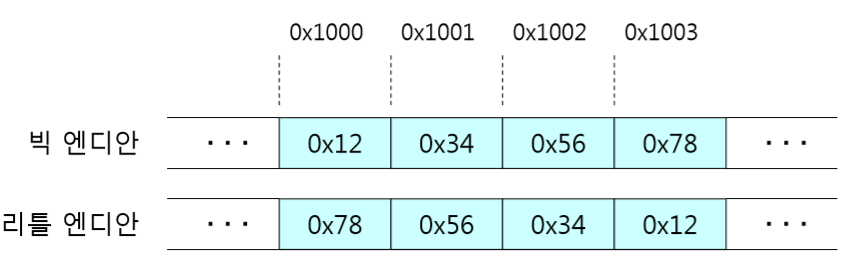 0x1000 0x1001 0x1002 0x1003
빅 엔디안 ··· 0x12 0x34 0x56 0x78 ···
리틀 엔디안 ··· 0x78 0x56 0x34 0x12 ···